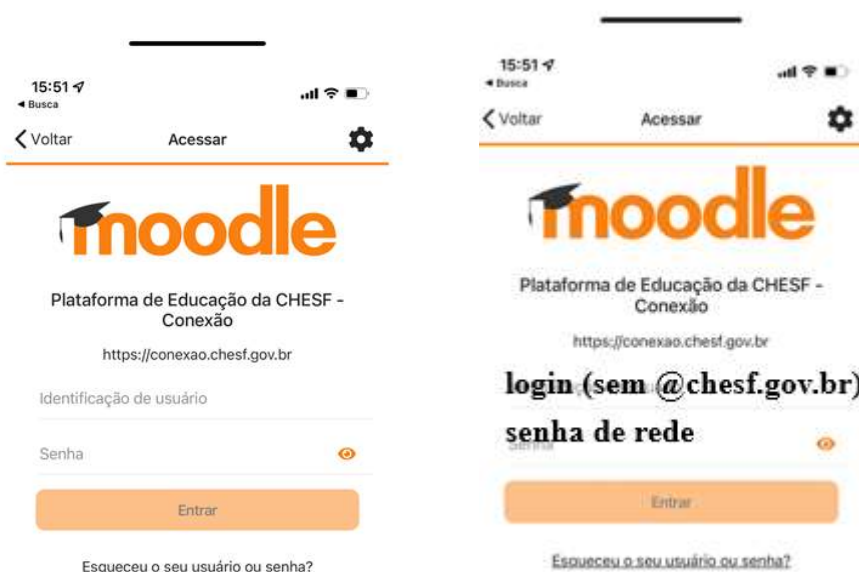 15:51
◀ Busca
Voltar
Acessar
moodle
Plataforma de Educação da CHESF -
Conexão
https://conexao.chesf.gov.br
Identificação de usuário
Senha
Entrar
Esqueceu o seu usuário ou senha?
15:51
◀ Busca
Voltar
Acessar
moodle
Plataforma de Educação da CHESF -
Conexão
https://conexao.chesf.gov.br
login (sem @chesf.gov.br)
senha de rede
Senha
Entrar
Esqueceu o seu usuário ou senha?